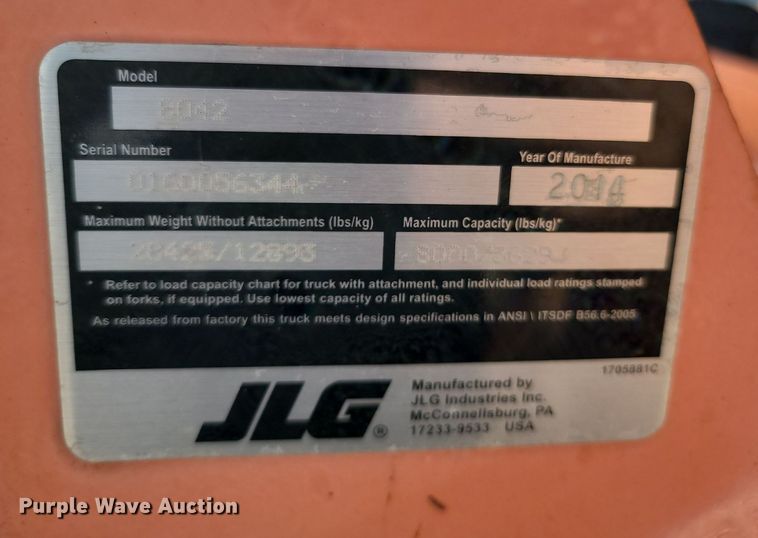 Model
8042
Serial Number
Year Of Manufacture
0160056344
Maximum Weight Without Attachments (lbs/kg)
Maximum Capacity (lbs/kg)*
* Refer to load capacity chart for truck with attachment, and individual load ratings stamped
on forks, if equipped. Use lowest capacity of all ratings.
As released from factory this truck meets design specifications in ANSI \ ITSDF B56.6-2005
1705881C
JLG®
Manufactured by
JLG Industries Inc.
McConnellsburg, PA
17233-9533 USA
Purple Wave Auction